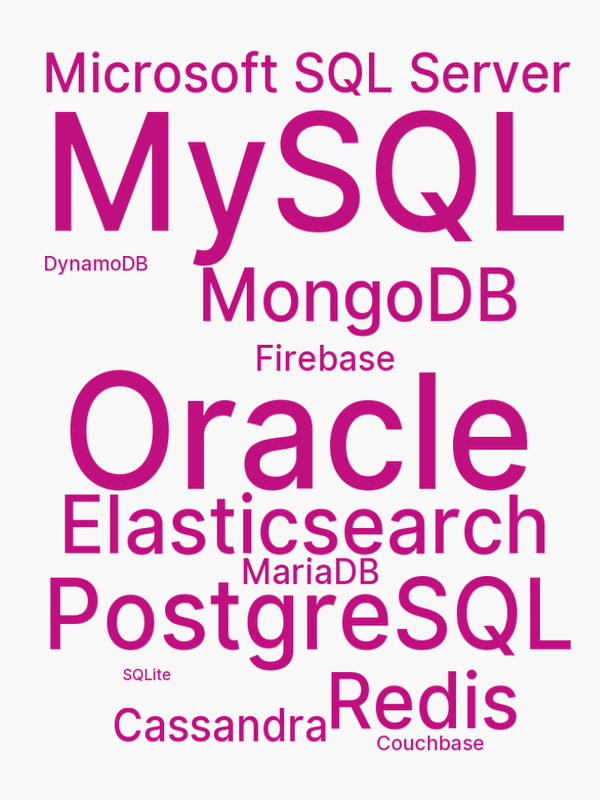 Microsoft SQL Server
MySQL
DynamoDB
MongoDB
Firebase
Oracle
Elasticsearch
MariaDB
PostgreSQL
SQLite
Redis
Cassandra
Couchbase